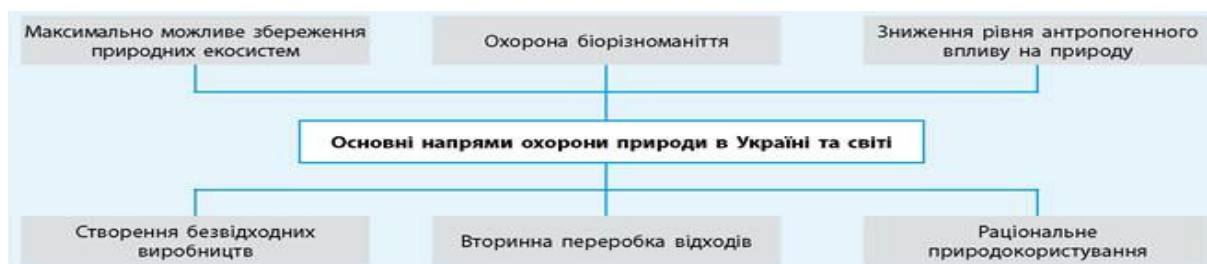 Максимально можливе збереження
природних екосистем
Охорона біорізноманіття
Зниження рівня антропогенного
впливу на природу
Основні напрями охорони природи в Україні та світі
Створення безвідходних
виробництв
Вторинна переробка відходів
Раціональне
природокористування